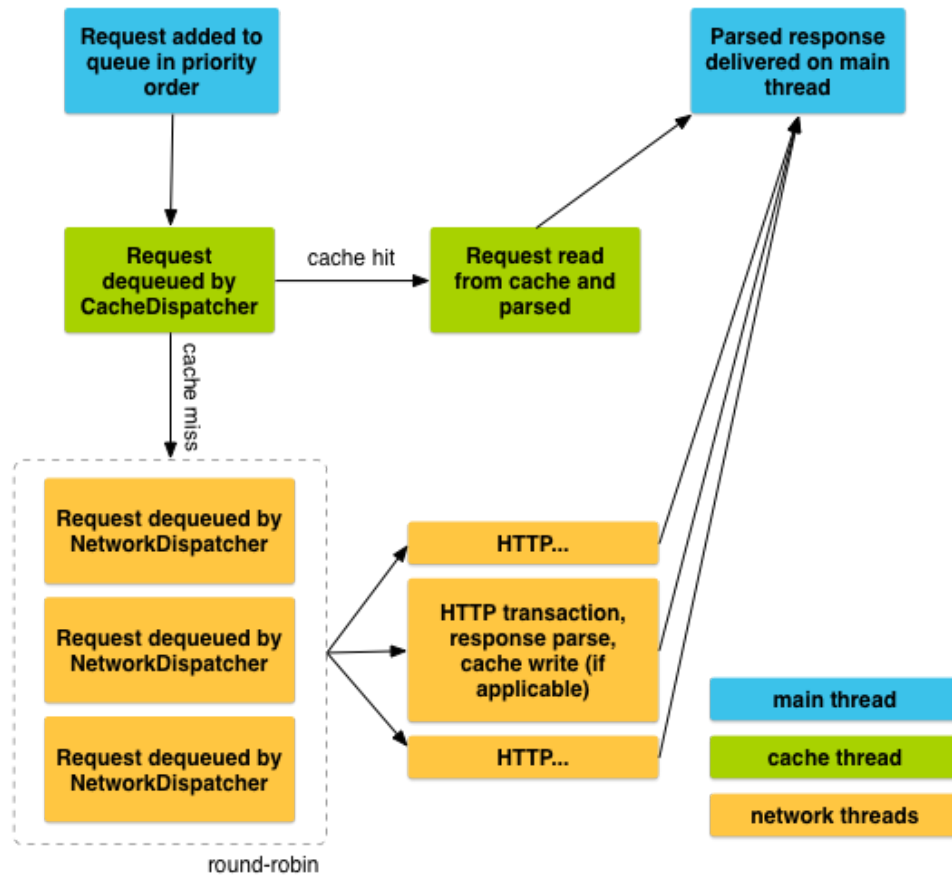 Request added to
queue in priority
order
Parsed response
delivered on main
thread
Request
dequeued by
CacheDispatcher
cache hit
Request read
from cache and
parsed
cache miss
Request dequeued by
NetworkDispatcher
Request dequeued by
NetworkDispatcher
Request dequeued by
NetworkDispatcher
round-robin
HTTP...
HTTP transaction,
response parse,
cache write (if
applicable)
HTTP...
main thread
cache thread
network threads